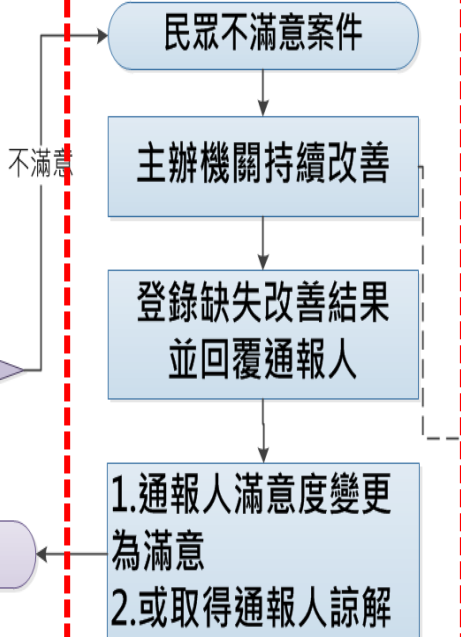 民眾不滿意案件
不滿意
主辦機關持續改善
登錄缺失改善結果
並回覆通報人
1.通報人滿意度變更
為滿意
2.或取得通報人諒解